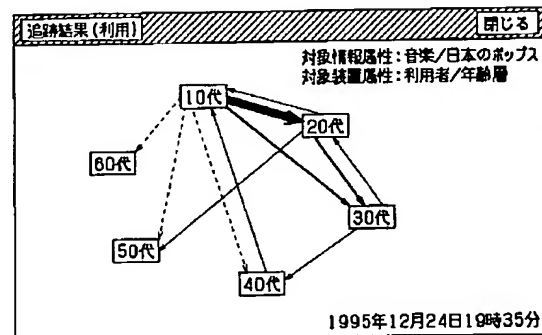 追跡結果(利用)
閉じる
対象情報属性:音楽/日本のポップス
対象装置属性:利用者/年齢層
10代
20代
60代
30代
50代
40代
1995年12月24日19時35分